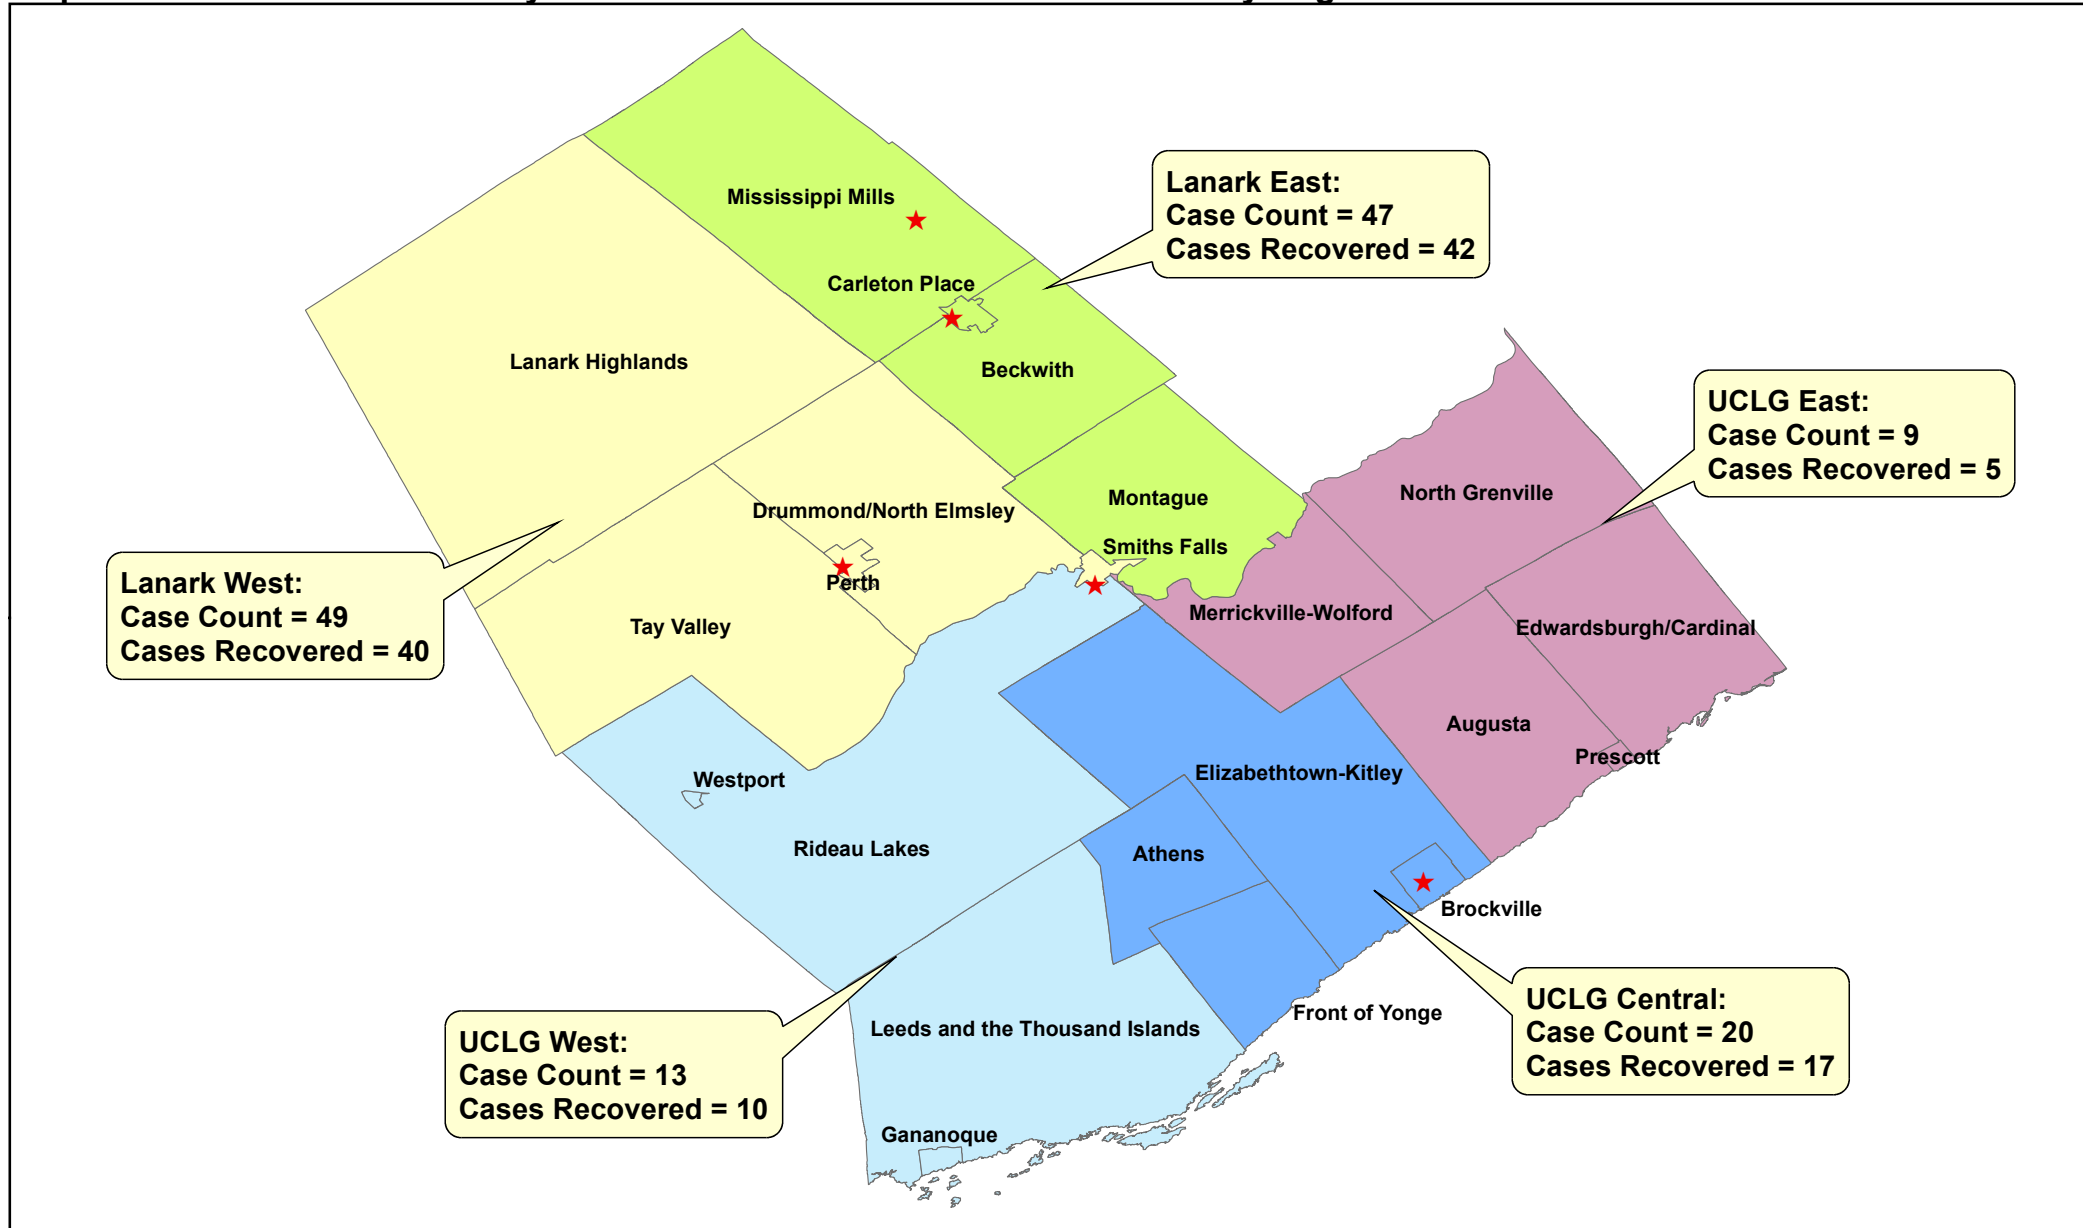 Mississippi Mills
Lanark East:
Case Count = 47
Cases Recovered = 42
Carleton Place
Lanark Highlands
Beckwith
UCLG East:
Case Count = 9
Cases Recovered = 5
North Grenville
Montague
Drummond/North Elmsley
Smiths Falls
Perth
Lanark West:
Case Count = 49
Cases Recovered = 40
Merrickville-Wolford
Tay Valley
Edwardsburgh/Cardinal
Augusta
Prescott
Elizabethtown-Kitley
Westport
Rideau Lakes
Athens
Brockville
UCLG Central:
Case Count = 20
Cases Recovered = 17
Front of Yonge
Leeds and the Thousand Islands
UCLG West:
Case Count = 13
Cases Recovered = 10
Gananoque